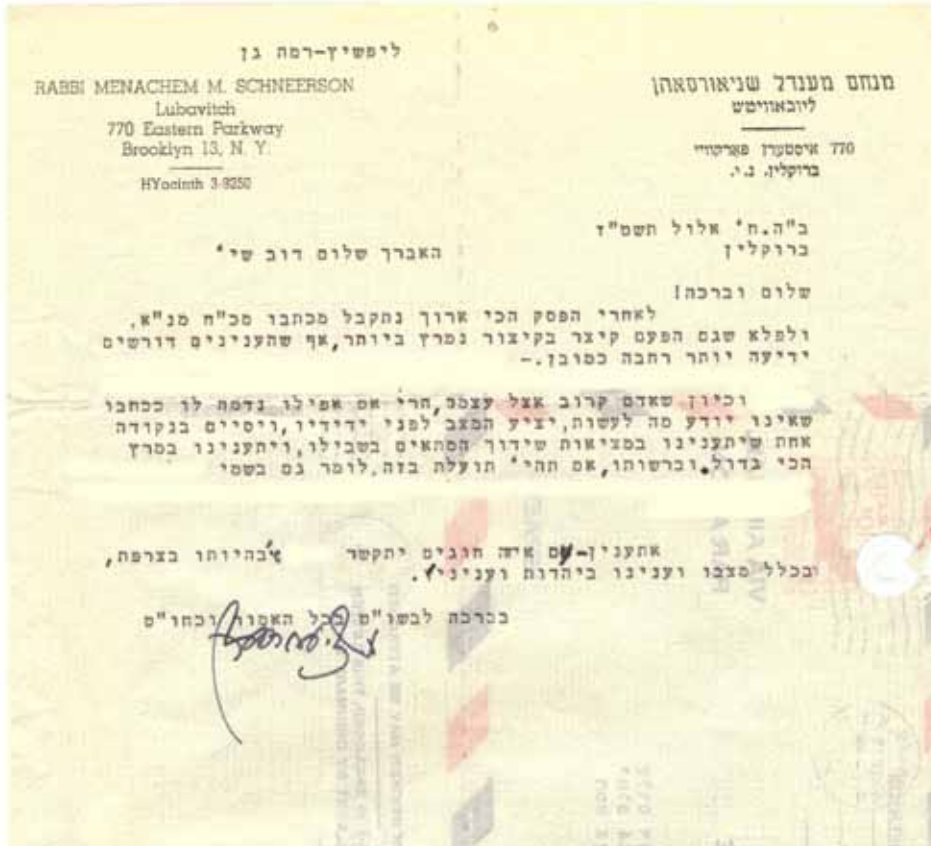 ליפשיץ-רמת גן
RABBI MENACHEM M. SCHNEERSON
Lubavitch
770 Eastern Parkway
Brooklyn 13, N. Y.
HYacinth 3-9250
מנחם מענדל שניאורסאהן
ליובאוויטש
770 איסטערן פארקוויי
ברוקלין, נ. י.
ב"ה, ח' אלול תשט"ז
ברוקלין
האברך שלום דוב שי'
שלום וברכה!
לאחרי הפסק הכי ארוך נתקבל מכתבו מכ"ח מנ"א,
ולפלא שגם הפעם קיצר בקיצור נמרץ ביותר, אף שהענינים דורשים
ידיעה יותר רחבה כמובן.-
וכיון שאדם קרוב אצל עצמו, הרי אם אפילו נדמה לו ככתבו
שאינו יודע מה לעשות, יציע המצב לפני ידידיו, ויסיים בנקודה
אחת שיתענינו במציאות שידוך המתאים בשבילו, ויתענינו במרץ
הכי גדול, וברשותו, אם תהי' תועלת בזה, לומר גם בשמי
אתענין עם איזה חוגים יתקשר בהיותו בצרפת,
ובכלל מצבו וענינו ביהדות ועניני'.
בברכה לבשו"ט בכל האמור ובחו"ט